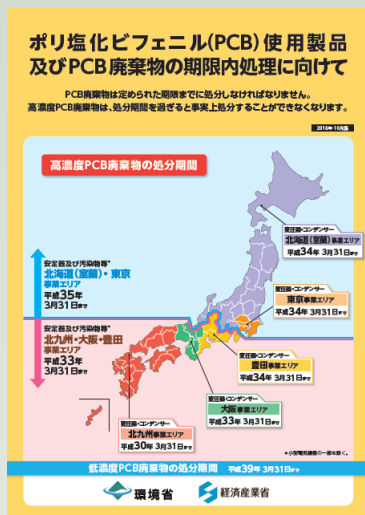 ポリ塩化ビフェニル(PCB)使用製品
及びPCB廃棄物の期限内処理に向けて
PCB廃棄物は定められた期限までに処分しなければなりません。
高濃度PCB廃棄物は、処分期間を過ぎると事実上処分することができなくなります。
2016年10月版
高濃度PCB廃棄物の処分期間
変圧器・コンデンサー
北海道(室蘭)事業エリア
平成34年 3月31日まで
安定器及び汚染物等*
北海道(室蘭)・東京
事業エリア
平成35年
3月31日まで
変圧器・コンデンサー
東京事業エリア
平成34年 3月31日まで
安定器及び汚染物等*
北九州・大阪・豊田
事業エリア
平成33年
3月31日まで
変圧器・コンデンサー
豊田事業エリア
平成34年 3月31日まで
変圧器・コンデンサー
大阪事業エリア
平成33年 3月31日まで
変圧器・コンデンサー
北九州事業エリア
平成30年 3月31日まで
*小型電気機器の一部を除く。
低濃度PCB廃棄物の処分期間 平成39年 3月31日まで
環境省
経済産業省